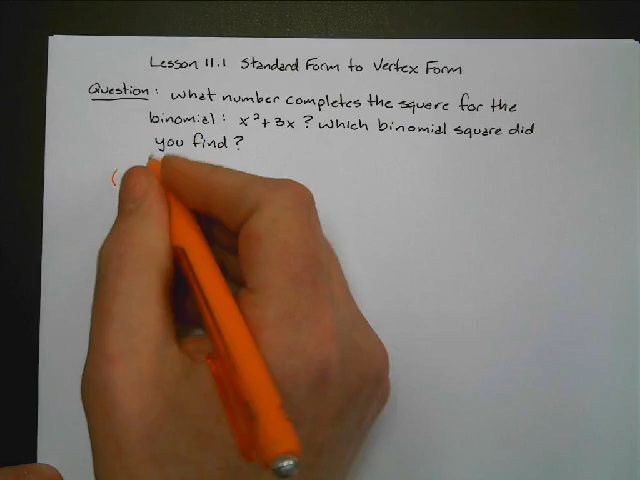 Lesson 11.1 Standard Form to Vertex Form
Question: What number completes the square for the
binomial: x²+3x? Which binomial square did
you find?
(